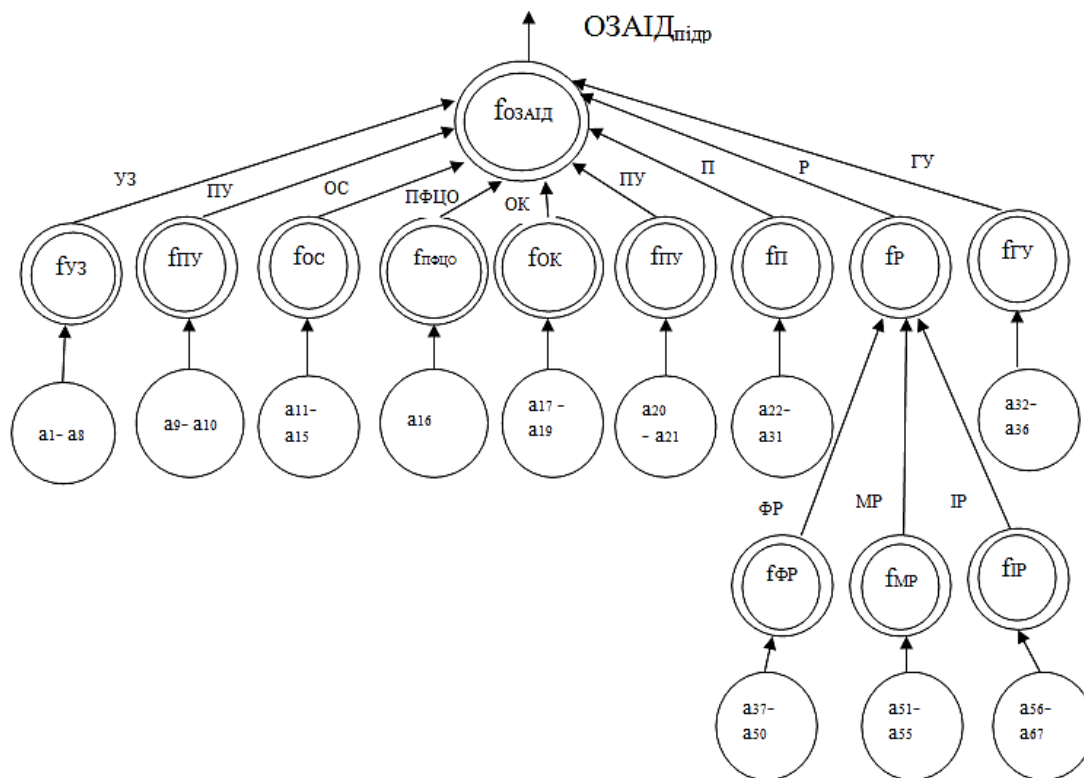 ОЗАІДпідр
fОЗАІД
УЗ
ПУ
ОС
ПФЦО
ОК
ПУ
П
Р
ГУ
fУЗ
fПУ
fОС
fПФЦО
fОК
fПУ
fП
fР
fГУ
a1– a8
a9– a10
a11–
a15
a16
a17 –
a19
a20
– a21
a22–
a31
a32–
a36
ФР
МР
ІР
fФР
fМР
fІР
a37–
a50
a51–
a55
a56–
a67